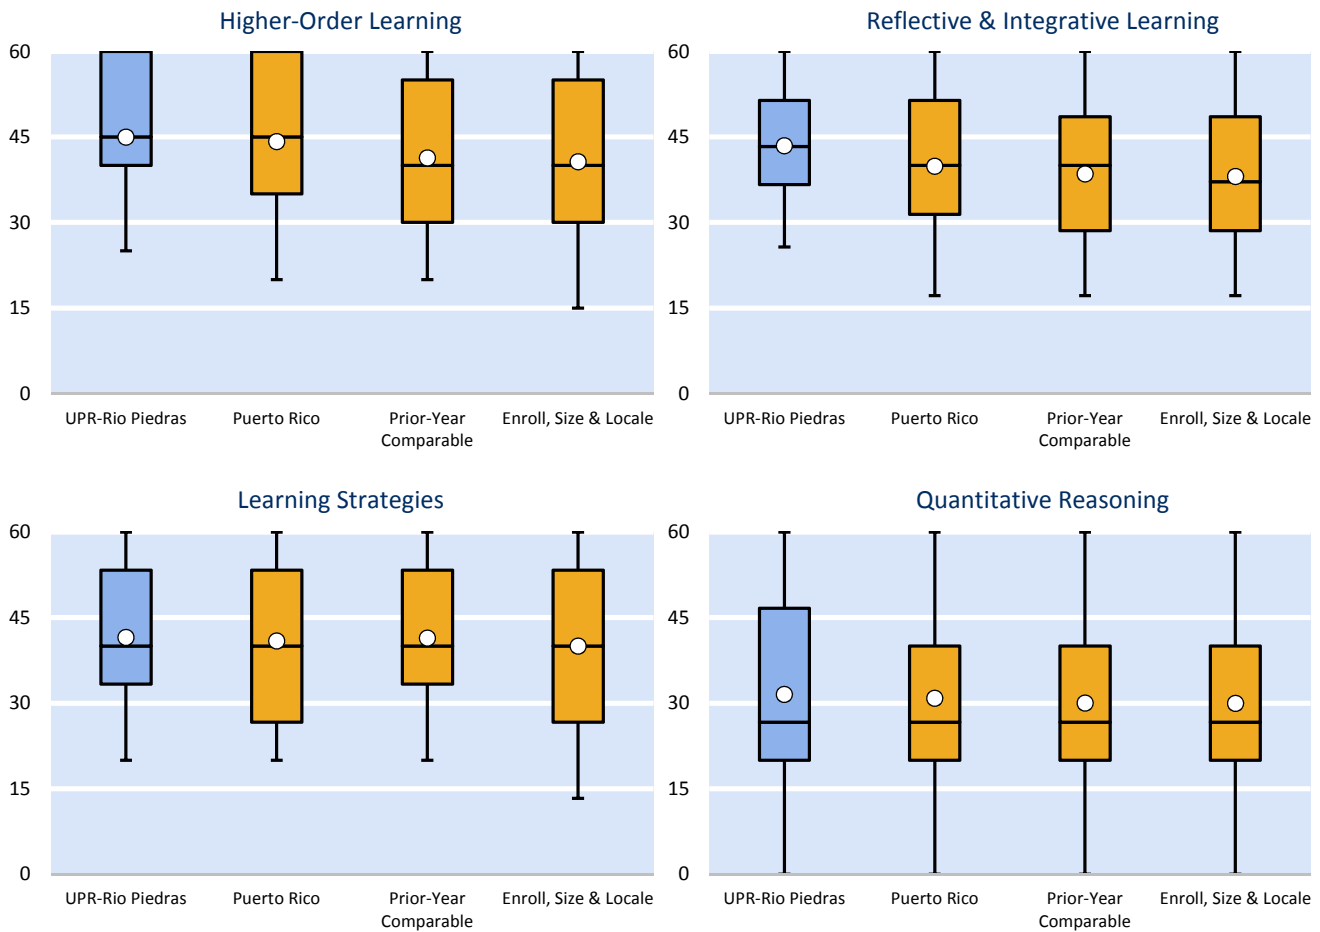 Higher-Order Learning
60
45
30
15
0
UPR-Rio Piedras
Puerto Rico
Prior-Year
Comparable
Enroll, Size & Locale
Reflective & Integrative Learning
60
45
30
15
0
UPR-Rio Piedras
Puerto Rico
Prior-Year
Comparable
Enroll, Size & Locale
Learning Strategies
60
45
30
15
0
UPR-Rio Piedras
Puerto Rico
Prior-Year
Comparable
Enroll, Size & Locale
Quantitative Reasoning
60
45
30
15
0
UPR-Rio Piedras
Puerto Rico
Prior-Year
Comparable
Enroll, Size & Locale